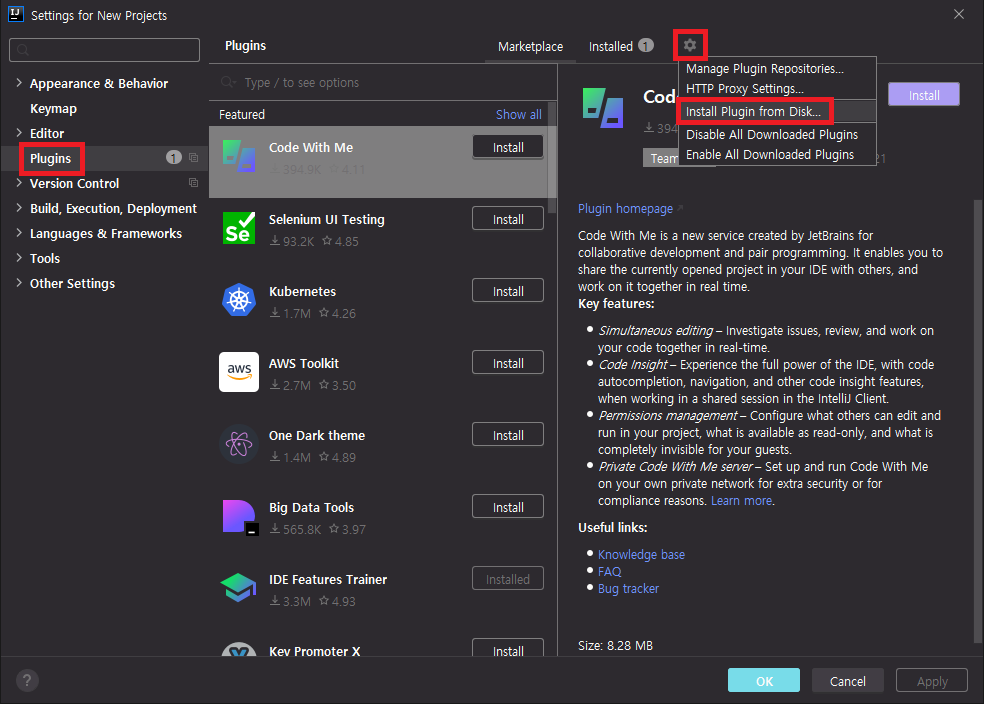 IJ
Settings for New Projects
Appearance & Behavior
Keymap
Editor
Plugins
1
Version Control
Build, Execution, Deployment
Languages & Frameworks
Tools
Other Settings
Plugins
Marketplace
Installed
1
Type / to see options
Featured
Show all
Code With Me
394.9K
4.11
Install
Selenium UI Testing
93.2K
4.85
Install
Se
Kubernetes
1.7M
4.26
Install
AWS Toolkit
2.7M
3.50
Install
aws
One Dark theme
1.4M
4.89
Install
Big Data Tools
565.8K
3.97
Install
IDE Features Trainer
3.3M
4.93
Installed
Key Promoter X
Install
Manage Plugin Repositories...
HTTP Proxy Settings...
Install Plugin from Disk...
Disable All Downloaded Plugins
Enable All Downloaded Plugins
Install
Plugin homepage
Code With Me is a new service created by JetBrains for
collaborative development and pair programming. It enables you to
share the currently opened project in your IDE with others, and
work on it together in real time.
Key features:
Simultaneous editing – Investigate issues, review, and work on
your code together in real-time.
Code Insight – Experience the full power of the IDE, with code
autocompletion, navigation, and other code insight features,
when working in a shared session in the IntelliJ Client.
Permissions management – Configure what others can edit and
run in your project, what is available as read-only, and what is
completely invisible for your guests.
Private Code With Me server – Set up and run Code With Me
on your own private network for extra security or for
compliance reasons. Learn more.
Useful links:
Knowledge base
FAQ
Bug tracker
Size: 8.28 MB
?
OK
Cancel
Apply